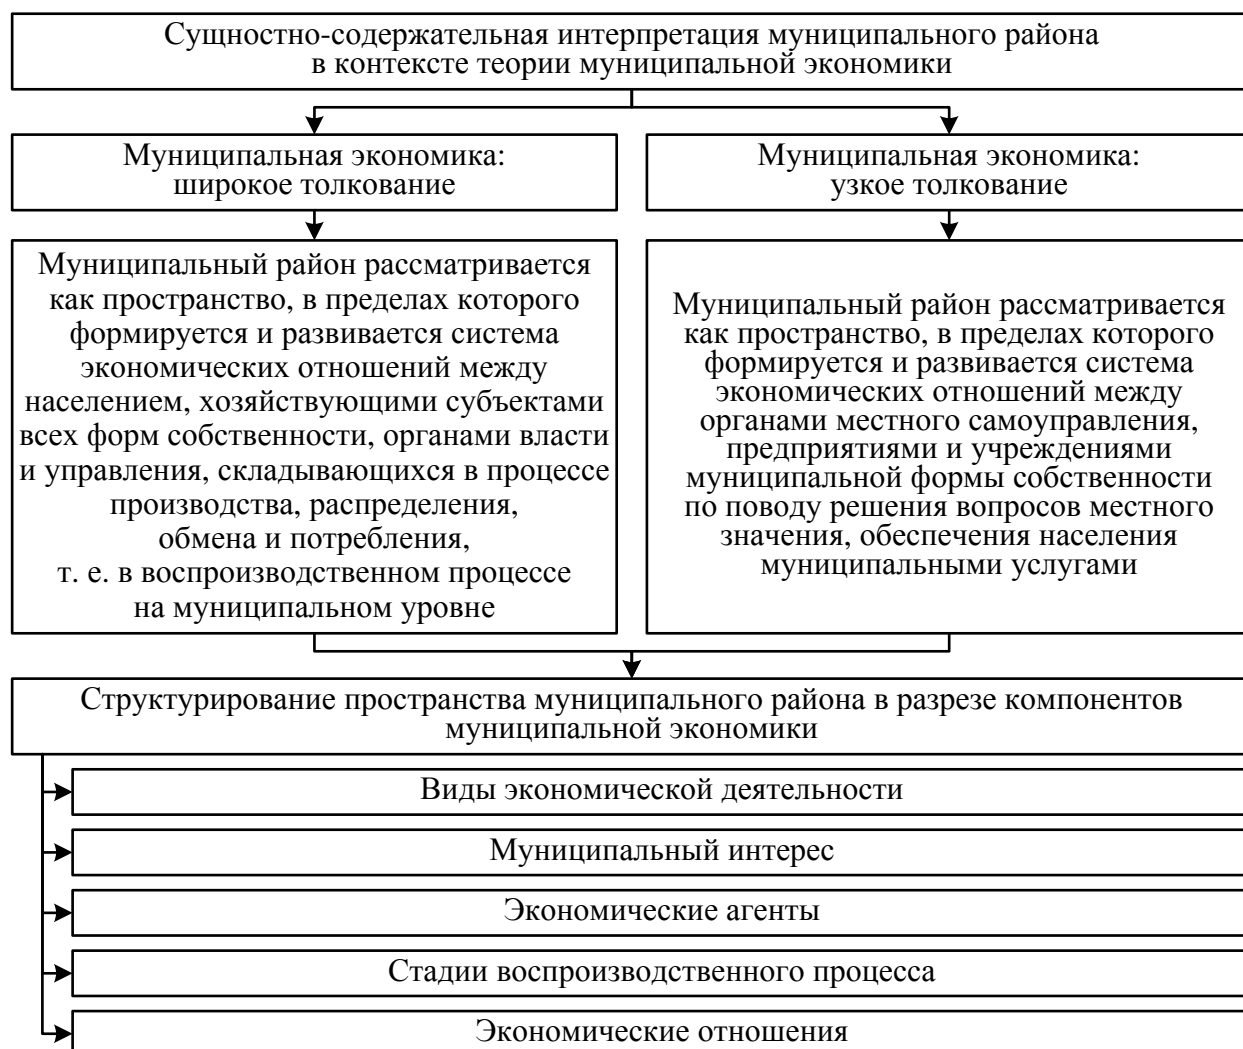 Сущностно-содержательная интерпретация муниципального района
в контексте теории муниципальной экономики
Муниципальная экономика:
широкое толкование
Муниципальная экономика:
узкое толкование
Муниципальный район рассматривается
как пространство, в пределах которого
формируется и развивается система
экономических отношений между
населением, хозяйствующими субъектами
всех форм собственности, органами власти
и управления, складывающихся в процессе
производства, распределения,
обмена и потребления,
т. е. в воспроизводственном процессе
на муниципальном уровне
Муниципальный район рассматривается
как пространство, в пределах которого
формируется и развивается система
экономических отношений между
органами местного самоуправления,
предприятиями и учреждениями
муниципальной формы собственности
по поводу решения вопросов местного
значения, обеспечения населения
муниципальными услугами
Структурирование пространства муниципального района в разрезе компонентов
муниципальной экономики
Виды экономической деятельности
Муниципальный интерес
Экономические агенты
Стадии воспроизводственного процесса
Экономические отношения